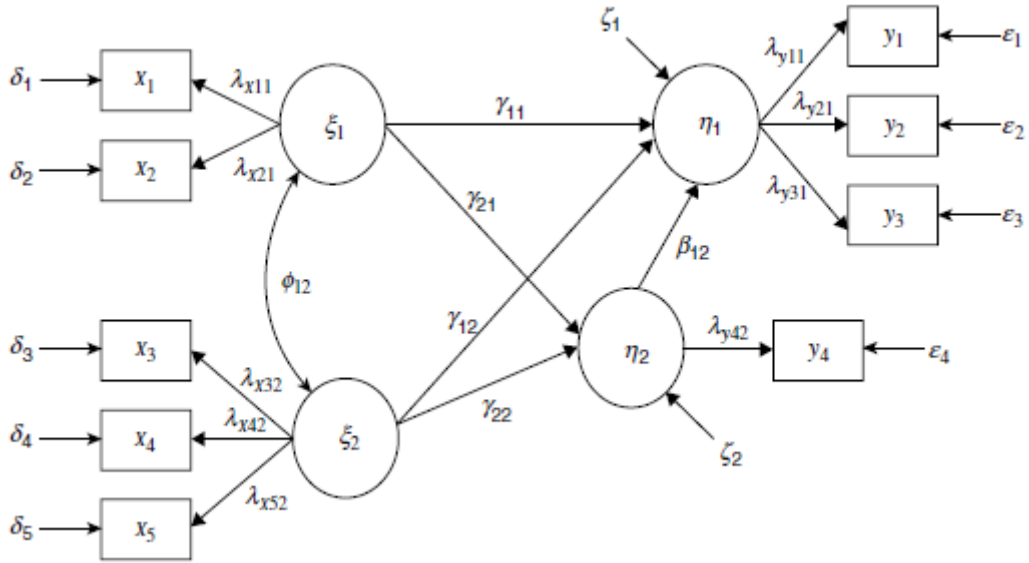 ζ₁
λy11
y₁
ε₁
δ₁
x₁
λx11
ξ₁
γ₁₁
η₁
λy21
y₂
ε₂
δ₂
x₂
λx21
λy31
y₃
ε₃
γ₂₁
β₁₂
ϕ₁₂
γ₁₂
δ₃
x₃
λx32
η₂
λy42
y₄
ε₄
δ₄
x₄
λx42
ξ₂
γ₂₂
ζ₂
λx52
δ₅
x₅